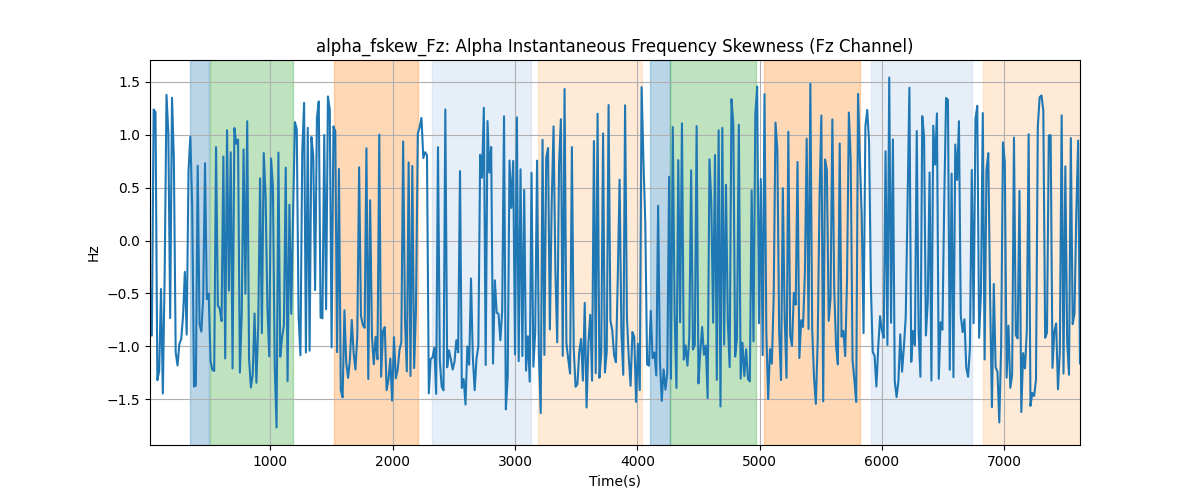 alpha_fskew_Fz: Alpha Instantaneous Frequency Skewness (Fz Channel)
1.5
1.0
0.5
0.0
−0.5
−1.0
−1.5
Hz
1000 2000 3000 4000 5000 6000 7000
Time(s)